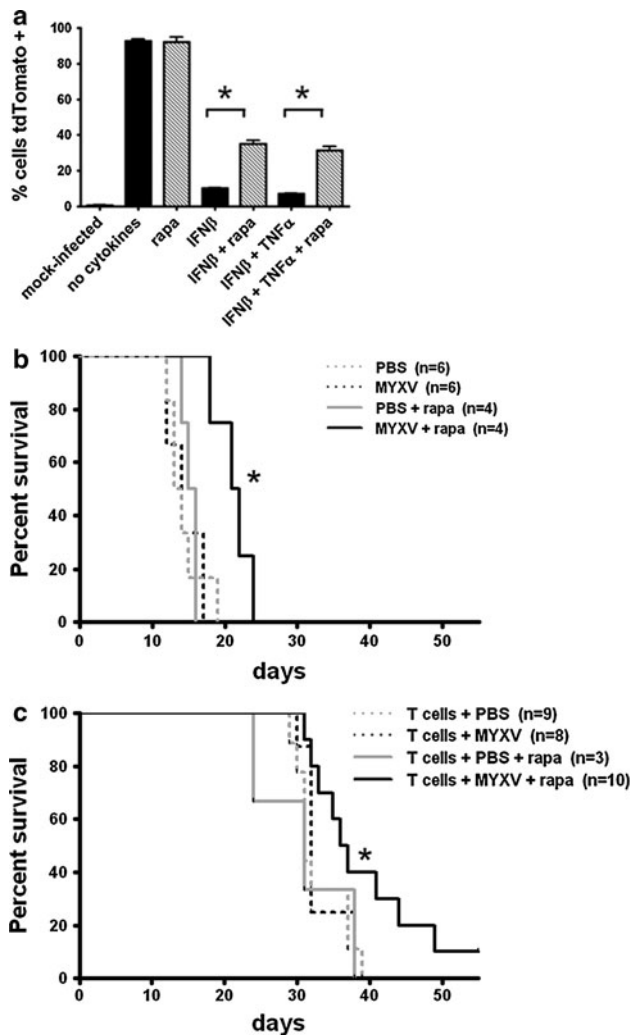 a
% cells tdTomato +
100
80
60
40
20
0
*
*
mock-infected
no cytokines
rapa
IFNβ
IFNβ + rapa
IFNβ + TNFα
IFNβ + TNFα + rapa
b
Percent survival
100
80
60
40
20
0
PBS (n=6)
MYXV (n=6)
PBS + rapa (n=4)
MYXV + rapa (n=4)
*
0 10 20 30 40 50
days
c
Percent survival
100
80
60
40
20
0
T cells + PBS (n=9)
T cells + MYXV (n=8)
T cells + PBS + rapa (n=3)
T cells + MYXV + rapa (n=10)
*
0 10 20 30 40 50
days